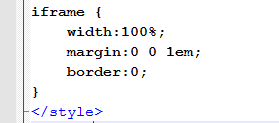 iframe {
    width:100%;
    margin:0 0 1em;
    border:0;
}
</style>